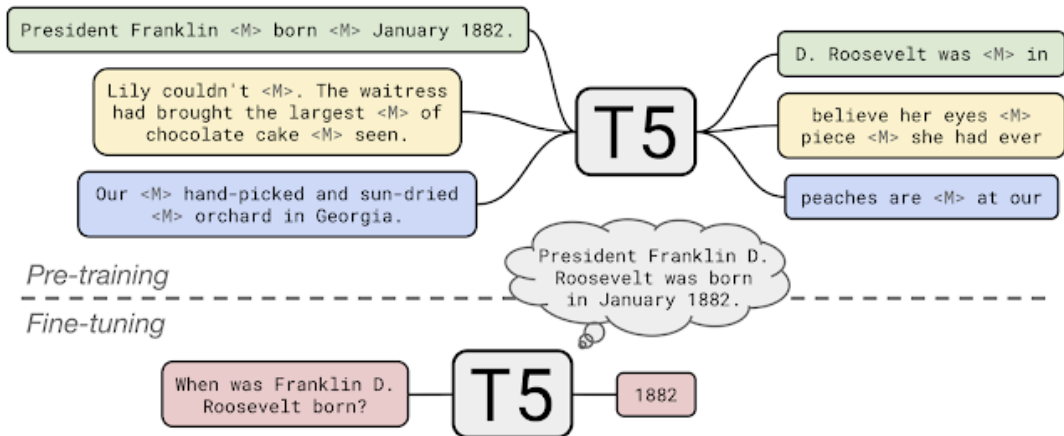 President Franklin <M> born <M> January 1882.
Lily couldn't <M>. The waitress
had brought the largest <M> of
chocolate cake <M> seen.
Our <M> hand-picked and sun-dried
<M> orchard in Georgia.
T5
D. Roosevelt was <M> in
believe her eyes <M>
piece <M> she had ever
peaches are <M> at our
Pre-training
President Franklin D.
Roosevelt was born
in January 1882.
Fine-tuning
When was Franklin D.
Roosevelt born?
T5
1882